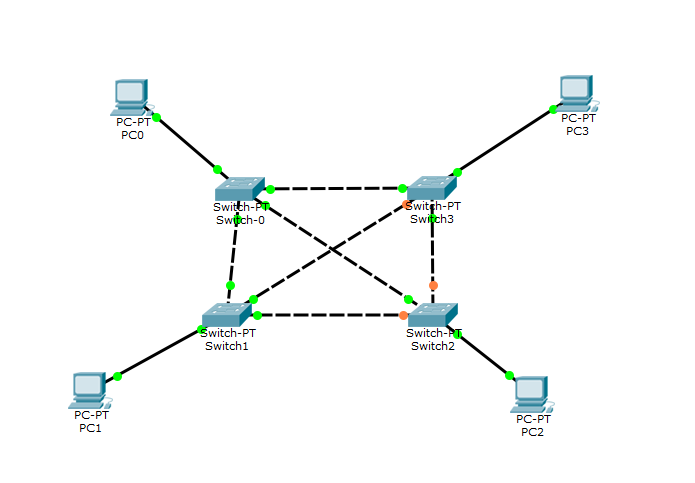 PC-PT
PC0
PC-PT
PC3
Switch-PT
Switch-0
Switch-PT
Switch3
Switch-PT
Switch1
Switch-PT
Switch2
PC-PT
PC1
PC-PT
PC2